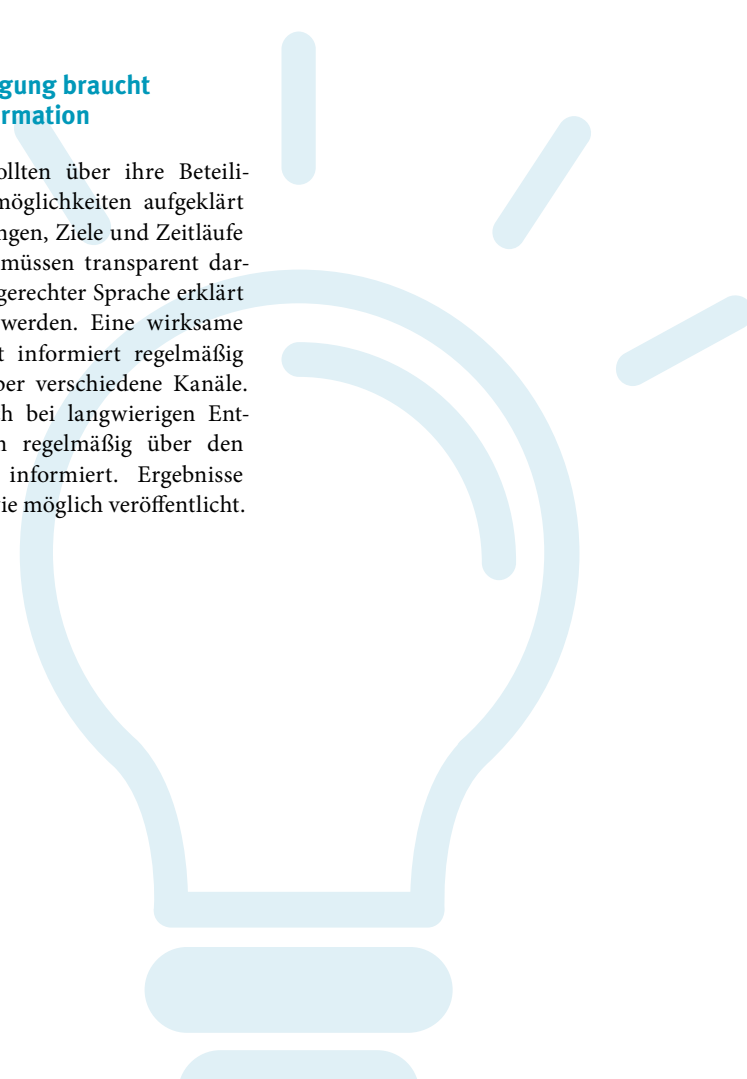 gung braucht
rmation
ollten über ihre Beteili-
möglichkeiten aufgeklärt
ngen, Ziele und Zeitläufe
müssen transparent dar-
gerechter Sprache erklärt
werden. Eine wirksame
t informiert regelmäßig
ber verschiedene Kanäle.
h bei langwierigen Ent-
n regelmäßig über den
informiert. Ergebnisse
ie möglich veröffentlicht.